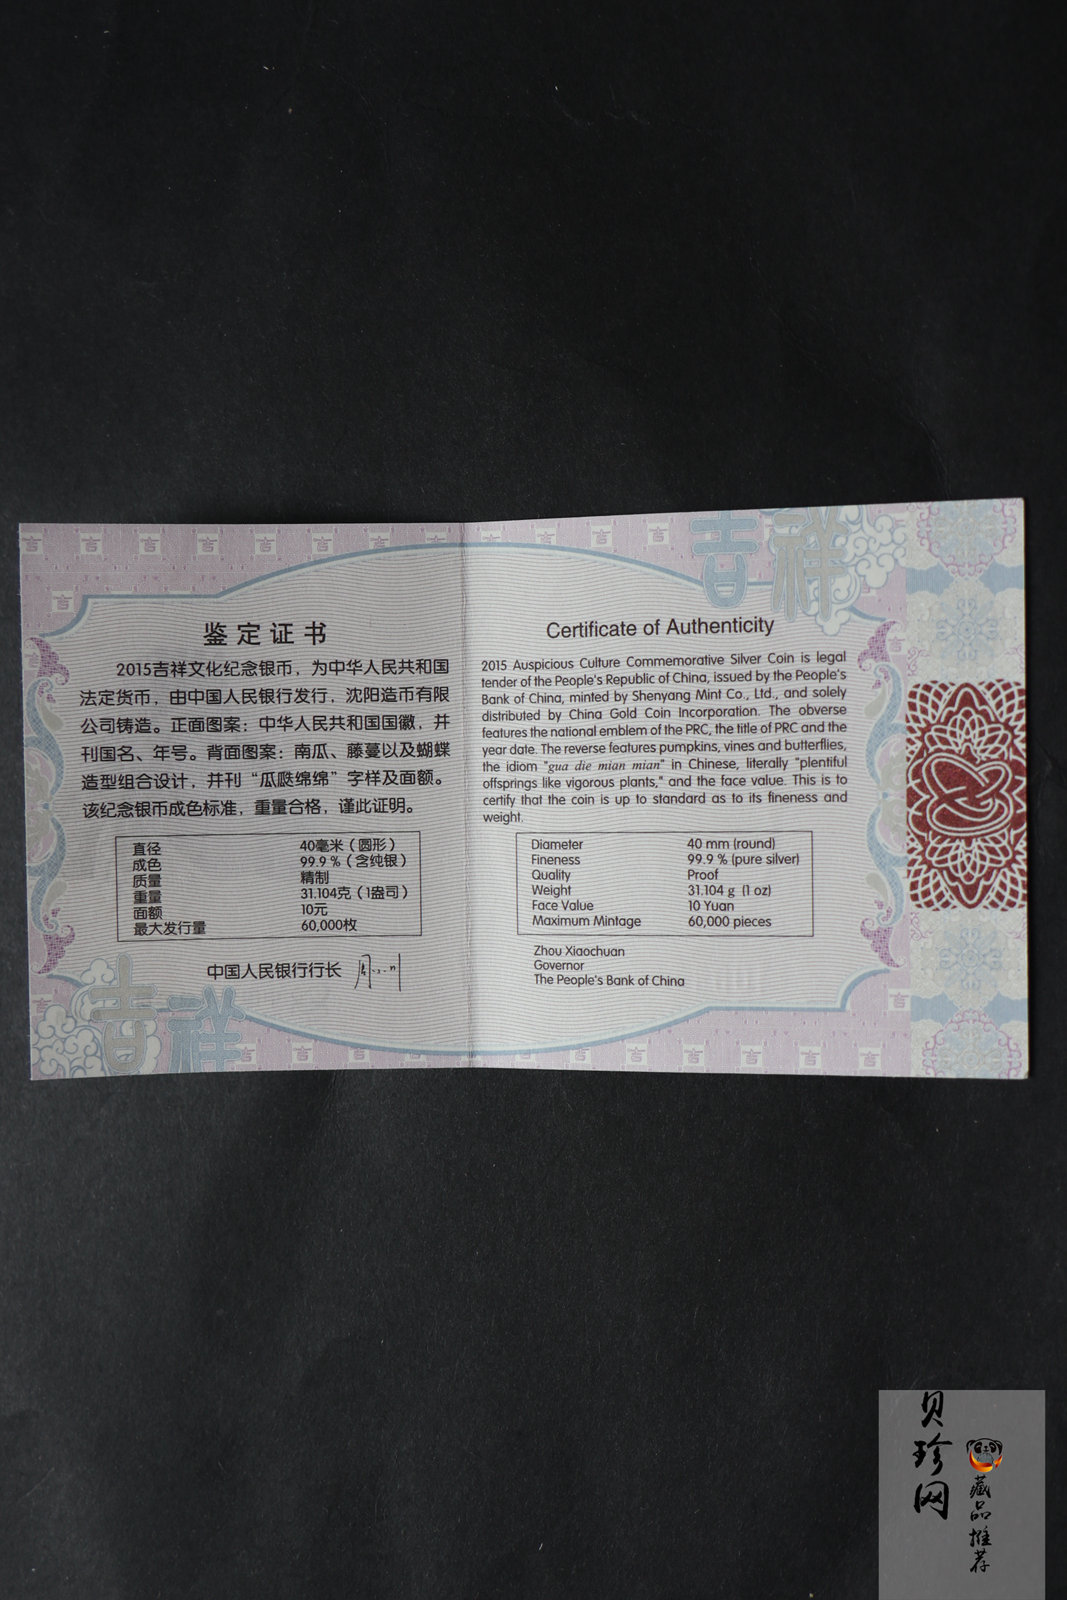 吉祥
鉴定证书
2015吉祥文化纪念银币，为中华人民共和国
法定货币，由中国人民银行发行，沈阳造币有限
公司铸造。正面图案：中华人民共和国国徽，并
刊国名、年号。背面图案：南瓜、藤蔓以及蝴蝶
造型组合设计，并刊“瓜瓞绵绵”字样及面额。
该纪念银币成色标准，重量合格，谨此证明。
直径 40毫米（圆形）
成色 99.9％（含纯银）
质量 精制
重量 31.104克（1盎司）
面额 10元
最大发行量 60,000枚
中国人民银行行长
吉祥
Certificate of Authenticity
2015 Auspicious Culture Commemorative Silver Coin is legal
tender of the People's Republic of China, issued by the People's
Bank of China, minted by Shenyang Mint Co., Ltd., and solely
distributed by China Gold Coin Incorporation. The obverse
features the national emblem of the PRC, the title of PRC and the
year date. The reverse features pumpkins, vines and butterflies,
the idiom "gua die mian mian" in Chinese, literally "plentiful
offsprings like vigorous plants," and the face value. This is to
certify that the coin is up to standard as to its fineness and
weight.
Diameter 40 mm (round)
Fineness 99.9 % (pure silver)
Quality Proof
Weight 31.104 g (1 oz)
Face Value 10 Yuan
Maximum Mintage 60,000 pieces
Zhou Xiaochuan
Governor
The People's Bank of China
贝珍网
藏品推荐